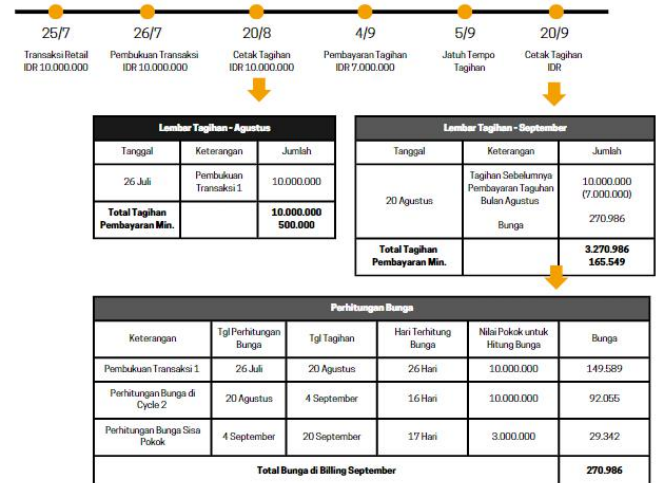 25/7 26/7 20/8 4/9 5/9 20/9
Transaksi Retail
IDR 10.000.000
Pembukuan Transaksi
IDR 10.000.000
Cetak Tagihan
IDR 10.000.000
Pembayaran Tagihan
IDR 7.000.000
Jatuh Tempo
Tagihan
Cetak Tagihan
IDR
Lembar Tagihan - Agustus
Tanggal Keterangan Jumlah
26 Juli
Pembukuan
Transaksi 1
10.000.000
Total Tagihan
Pembayaran Min.
10.000.000
500.000
Lembar Tagihan - September
Tanggal Keterangan Jumlah
20 Agustus
Tagihan Sebelumnya
Pembayaran Taguhan
Bulan Agustus
Bunga
10.000.000
(7.000.000)
270.986
Total Tagihan
Pembayaran Min.
3.270.986
165.549
Perhitungan Bunga
Keterangan
Tgl Perhitungan
Bunga
Tgl Tagihan
Hari Terhitung
Bunga
Nilai Pokok untuk
Hitung Bunga
Bunga
Pembukuan Transaksi 1 26 Juli 20 Agustus 26 Hari 10.000.000 149.589
Perhitungan Bunga di
Cycle 2
20 Agustus 4 September 16 Hari 10.000.000 92.055
Perhitungan Bunga Sisa
Pokok
4 September 20 September 17 Hari 3.000.000 29.342
Total Bunga di Billing September 270.986